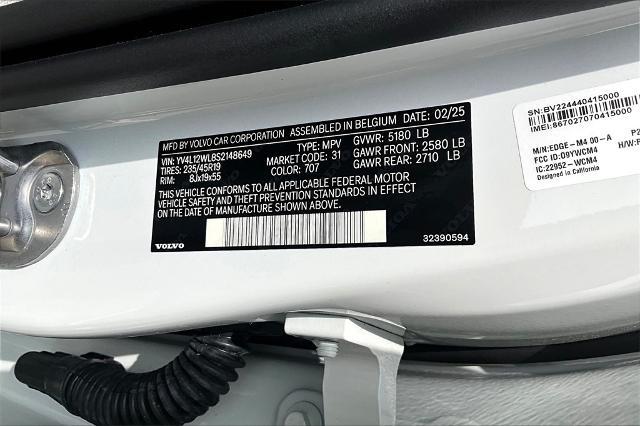 MFD BY VOLVO CAR CORPORATION ASSEMBLED IN BELGIUM 02/25
VIN: YV4L12WL8S2148649 TYPE: MPV GVWR: 5180 LB
TIRES: 235/45R19 MARKET CODE: 31 GAWR FRONT: 2580 LB
RIM: 8Jx19x55 COLOR: 707 GAWR REAR: 2710 LB
THIS VEHICLE CONFORMS TO ALL APPLICABLE FEDERAL MOTOR
VEHICLE SAFETY AND THEFT PREVENTION STANDARDS IN EFFECT
ON THE DATE OF MANUFACTURE SHOWN ABOVE.
VOLVO 32390594
SN: BV224440415000
IMEI: 867027070415000
M/N: EDGE-M4 00-A
FCC ID: O9YWCM4
IC: 22952-WCM4
Designed in California
H/W: